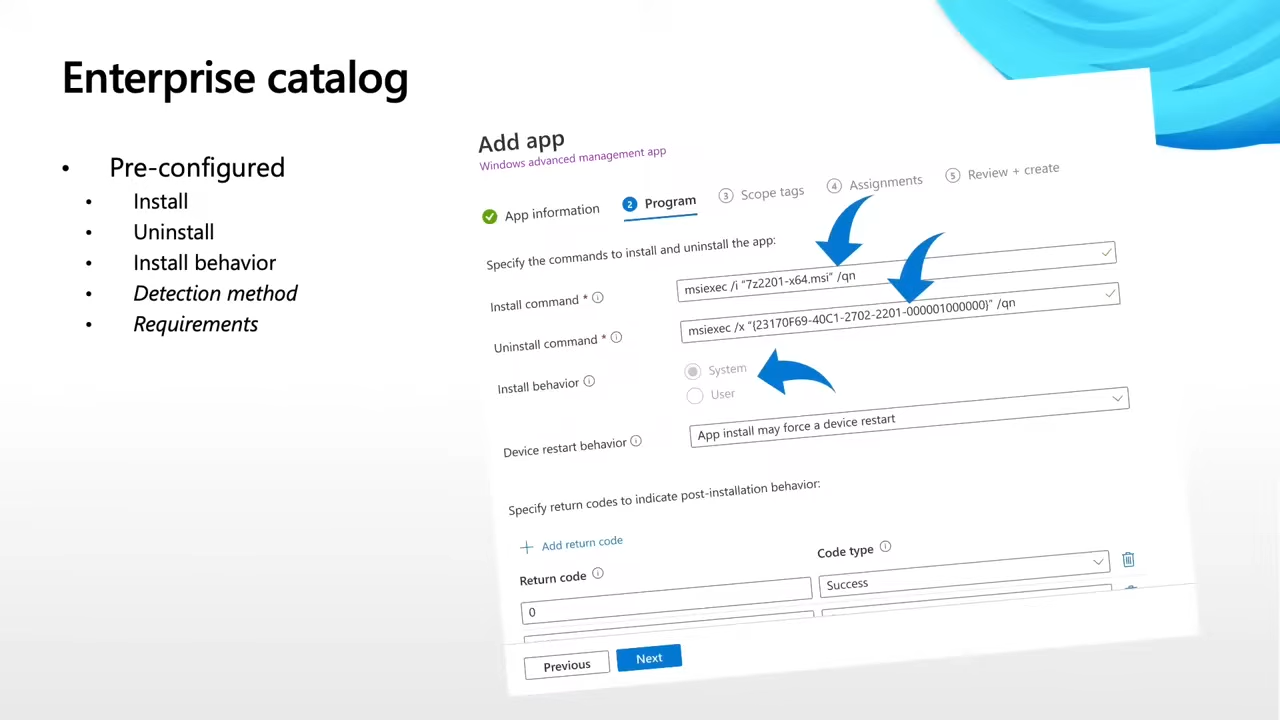 Enterprise catalog
• Pre-configured
• Install
• Uninstall
• Install behavior
• Detection method
• Requirements
Add app
Windows advanced management app
App information
2 Program
3 Scope tags
4 Assignments
5 Review + create
Specify the commands to install and uninstall the app:
Install command *
msiexec /i "7z2201-x64.msi" /qn
Uninstall command *
msiexec /x "{23170F69-40C1-2702-2201-000001000000}" /qn
Install behavior
System
User
Device restart behavior
App install may force a device restart
Specify return codes to indicate post-installation behavior:
Add return code
Return code
Code type
0
Success
Previous
Next